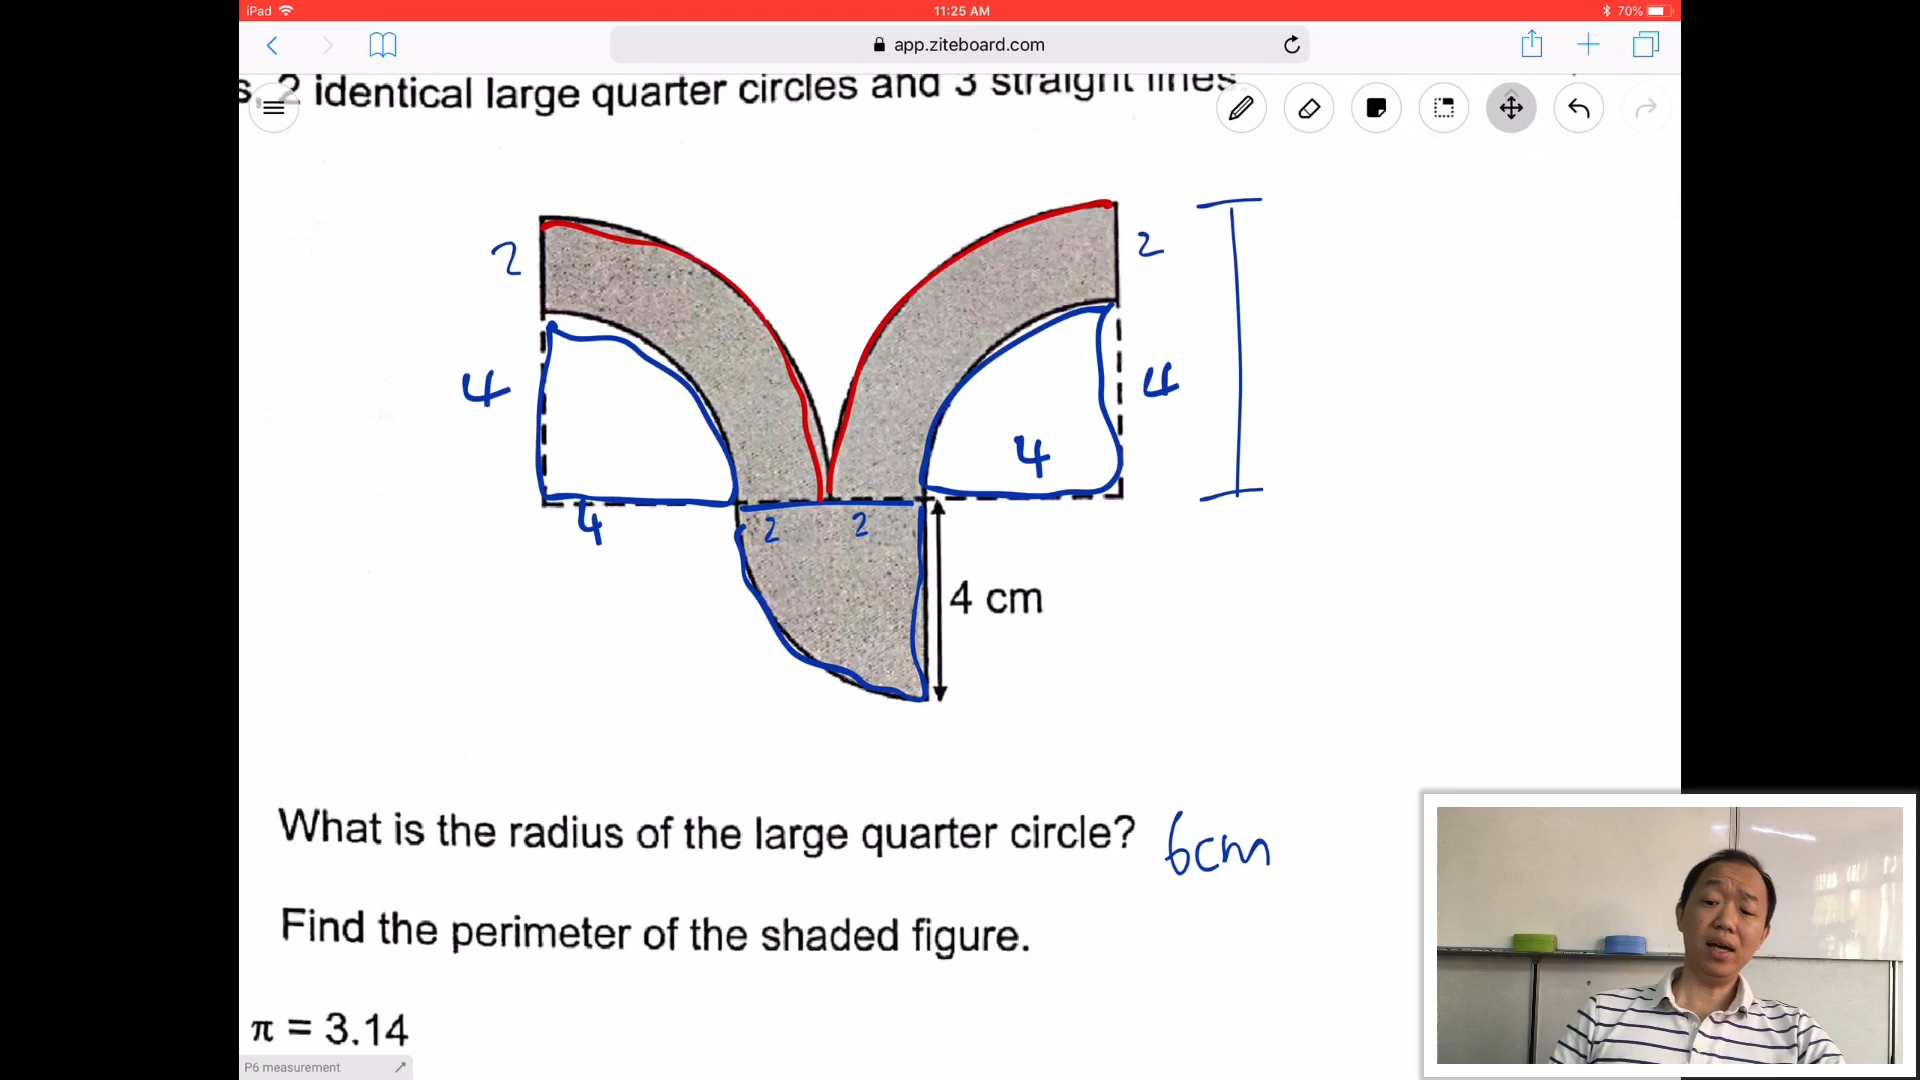 iPad
11:25 AM
70%
app.ziteboard.com
s, 2 identical large quarter circles and 3 straight lines.
2
2
4
4
4
4
2
2
4 cm
What is the radius of the large quarter circle? 6cm
Find the perimeter of the shaded figure.
π = 3.14
P6 measurement